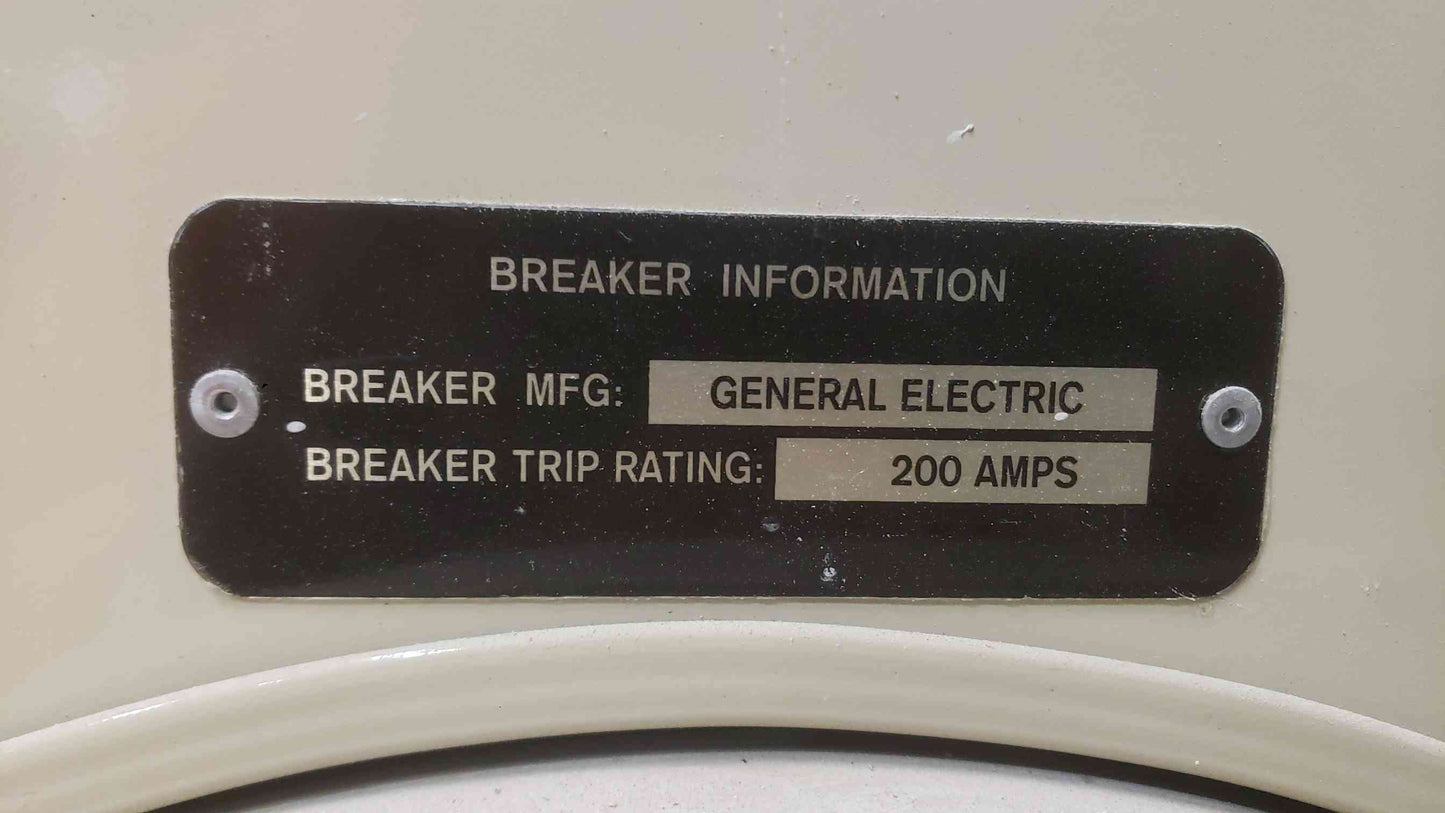 BREAKER INFORMATION
BREAKER MFG: GENERAL ELECTRIC
BREAKER TRIP RATING: 200 AMPS